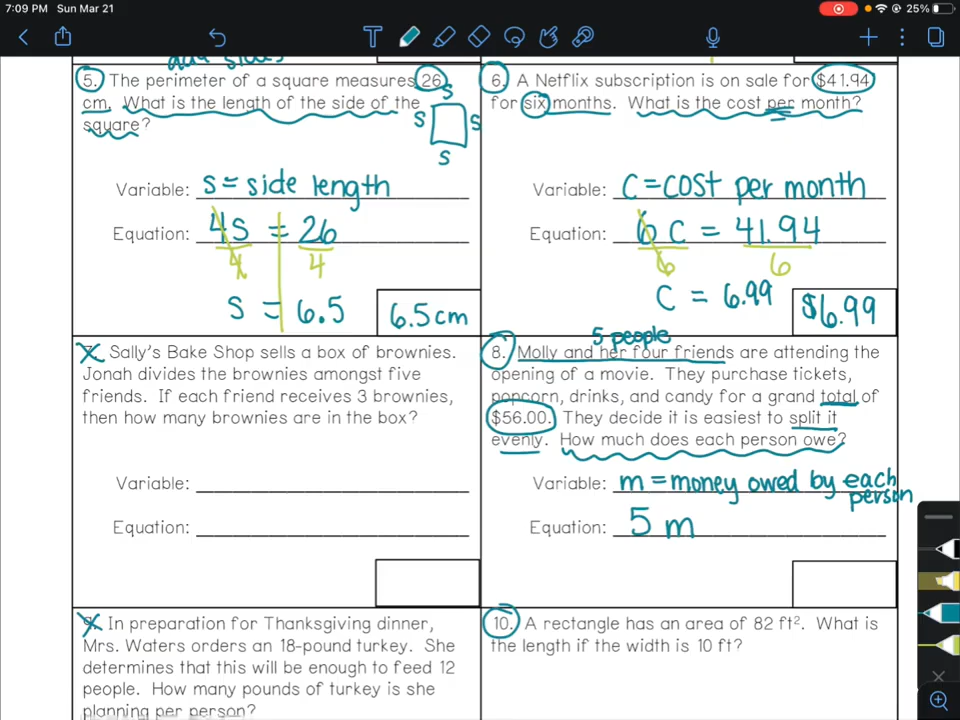 7:09 PM Sun Mar 21
25%
add sides
5. The perimeter of a square measures 26
cm. What is the length of the side of the
square?
s
s
s
s
Variable: s = side length
Equation: 4s = 26
4 4
s = 6.5
6.5 cm
6. A Netflix subscription is on sale for $41.94
for six months. What is the cost per month?
Variable: C = cost per month
Equation: 6 C = 41.94
6 6
C = 6.99
$6.99
7. Sally's Bake Shop sells a box of brownies.
Jonah divides the brownies amongst five
friends. If each friend receives 3 brownies,
then how many brownies are in the box?
Variable:
Equation:
5 people
8. Molly and her four friends are attending the
opening of a movie. They purchase tickets,
popcorn, drinks, and candy for a grand total of
$56.00. They decide it is easiest to split it
evenly. How much does each person owe?
Variable: m = money owed by each
person
Equation: 5 m
9. In preparation for Thanksgiving dinner,
Mrs. Waters orders an 18-pound turkey. She
determines that this will be enough to feed 12
people. How many pounds of turkey is she
planning per person?
10. A rectangle has an area of 82 ft². What is
the length if the width is 10 ft?